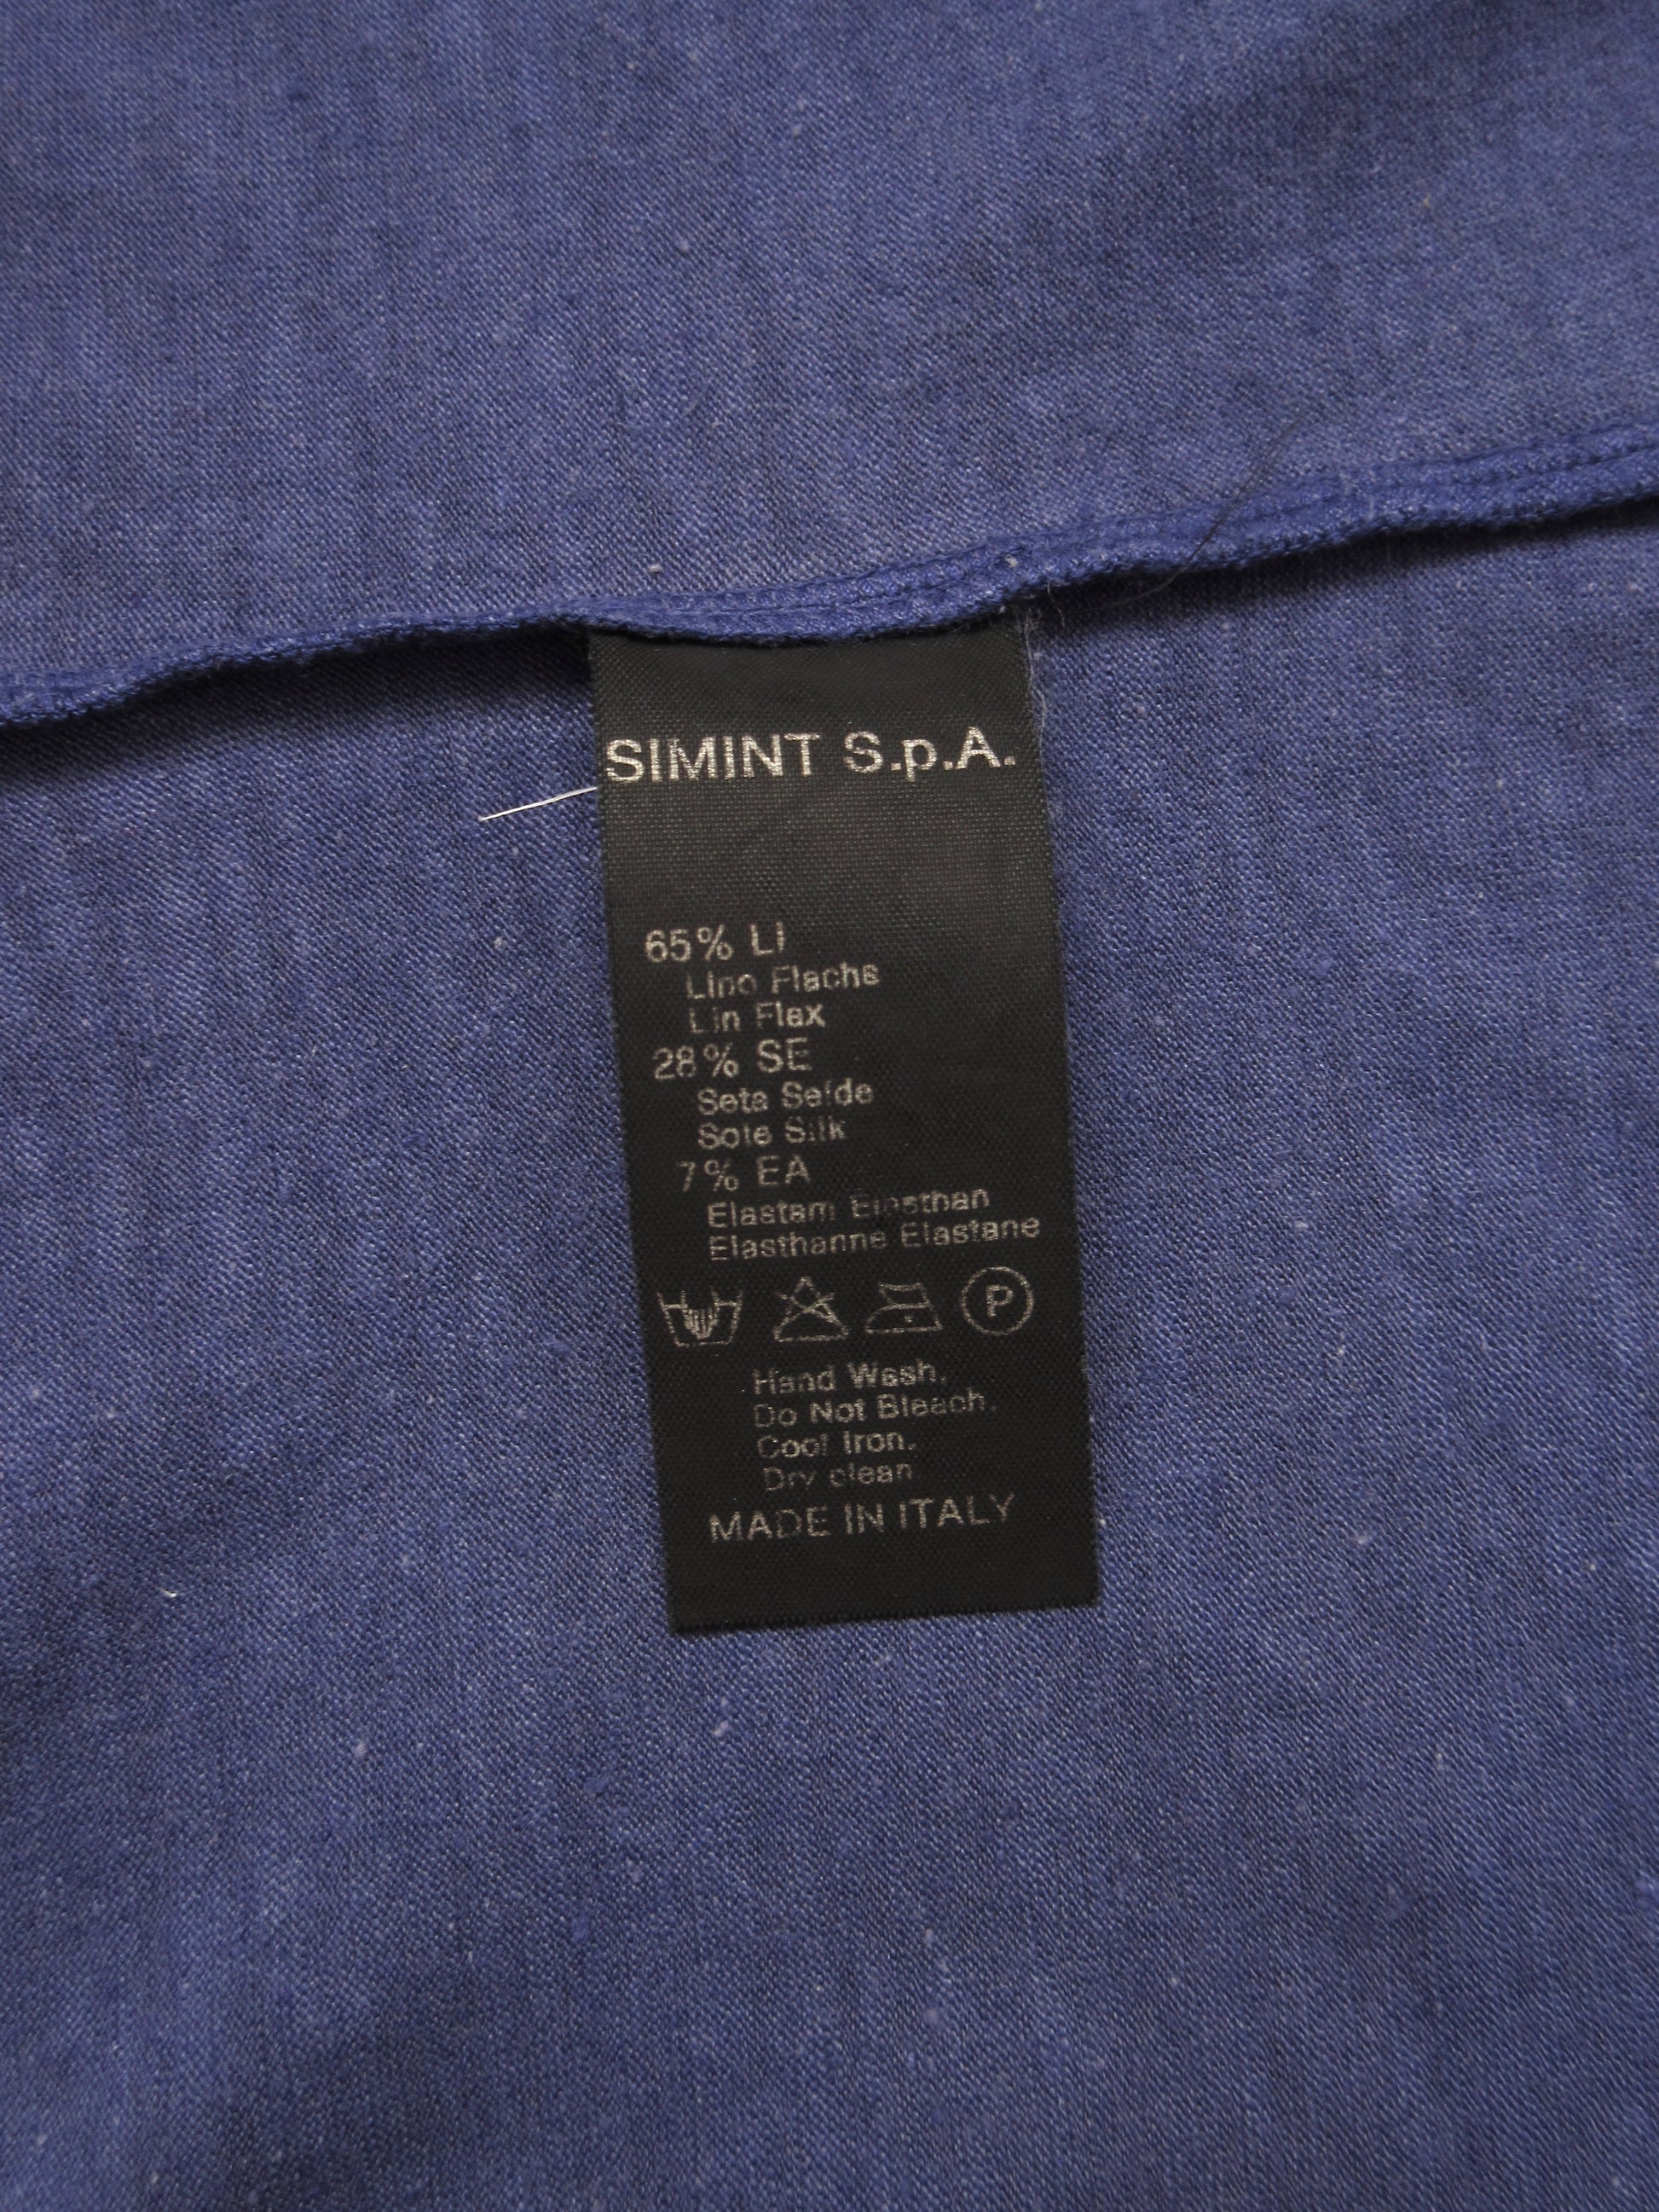 SIMINT S.p.A.
65% LI
Lino Flachs
Lin Flax
28% SE
Seta Seide
Soie Silk
7% EA
Elastam Elasthan
Elasthanne Elastane
P
Hand Wash.
Do Not Bleach.
Cool Iron.
Dry clean
MADE IN ITALY